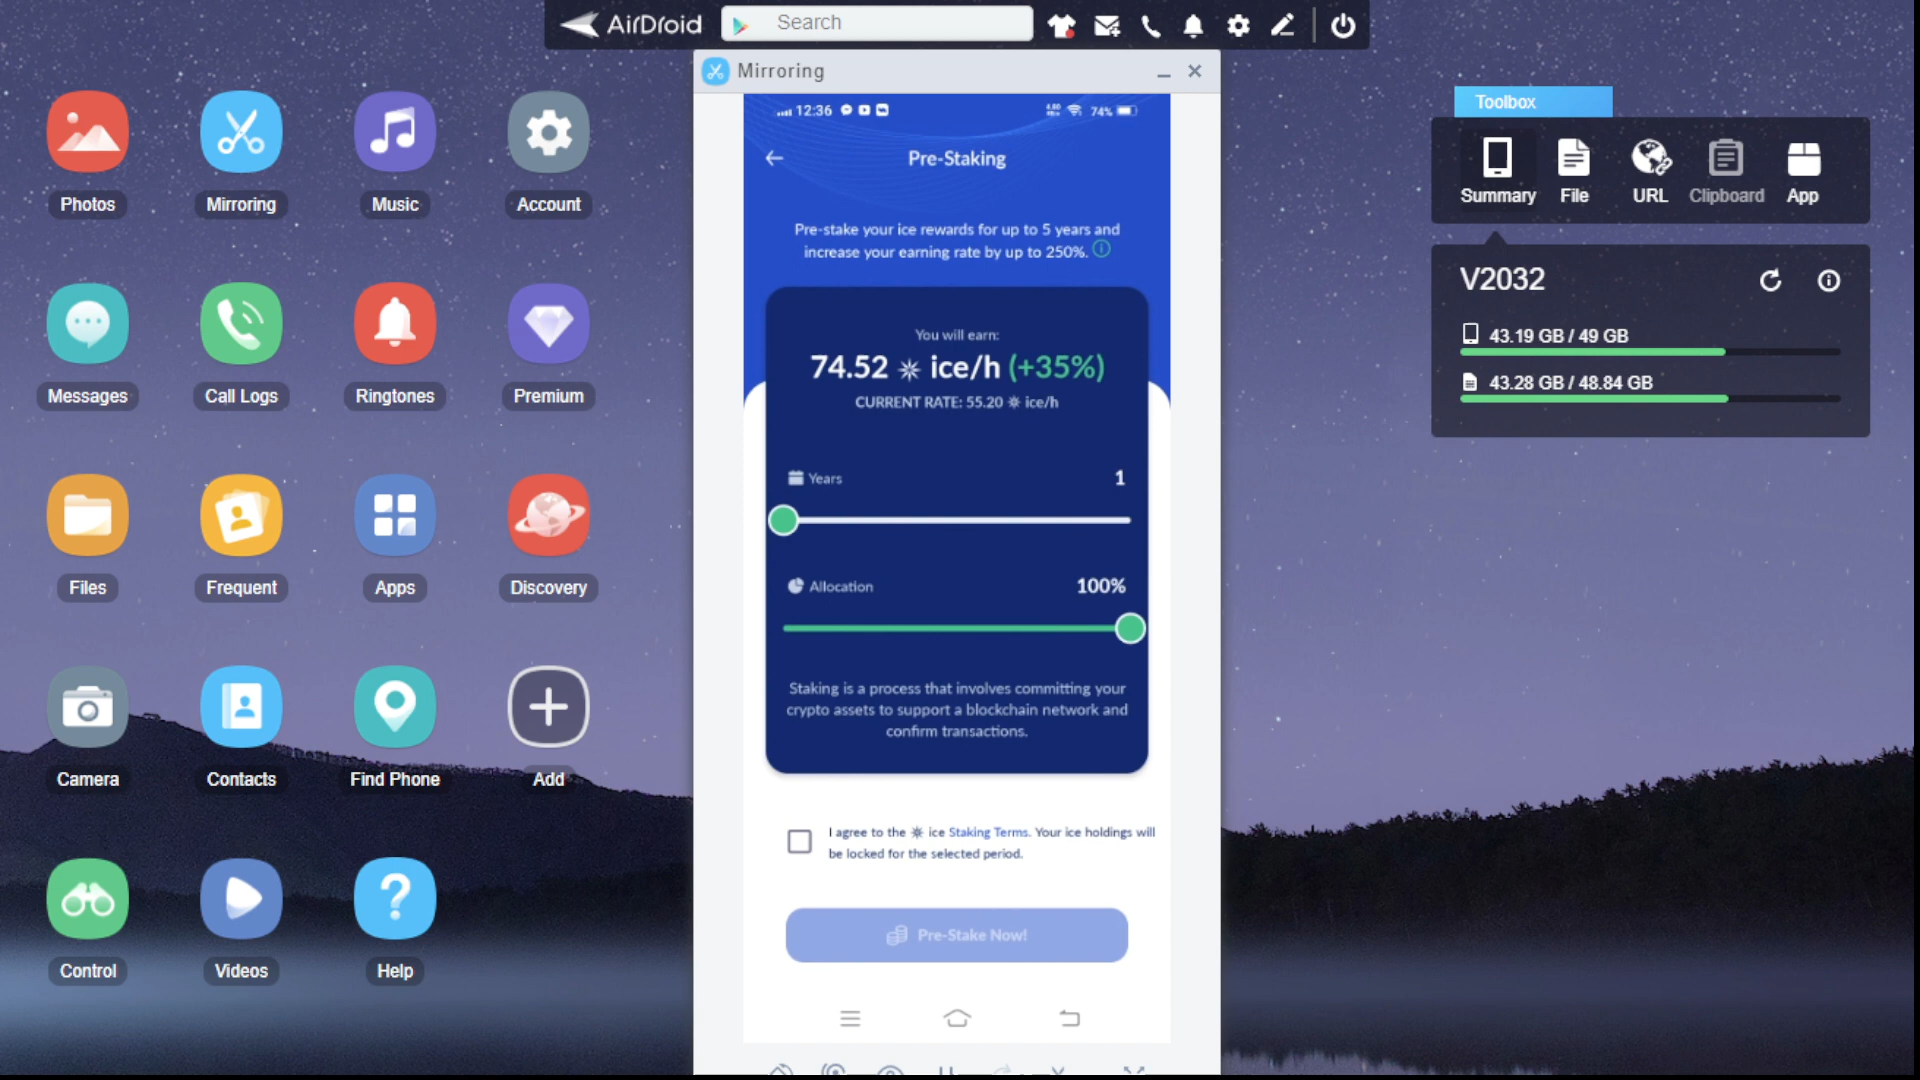 AirDroid
Search
Mirroring
12:36
74%
Pre-Staking
Pre-stake your ice rewards for up to 5 years and
increase your earning rate by up to 250%.
You will earn:
74.52 ice/h (+35%)
CURRENT RATE: 55.20 ice/h
Years 1
Allocation 100%
Staking is a process that involves committing your
crypto assets to support a blockchain network and
confirm transactions.
I agree to the ice Staking Terms. Your ice holdings will
be locked for the selected period.
Pre-Stake Now!
Photos
Mirroring
Music
Account
Messages
Call Logs
Ringtones
Premium
Files
Frequent
Apps
Discovery
Camera
Contacts
Find Phone
Add
Control
Videos
Help
Toolbox
Summary
File
URL
Clipboard
App
V2032
43.19 GB / 49 GB
43.28 GB / 48.84 GB